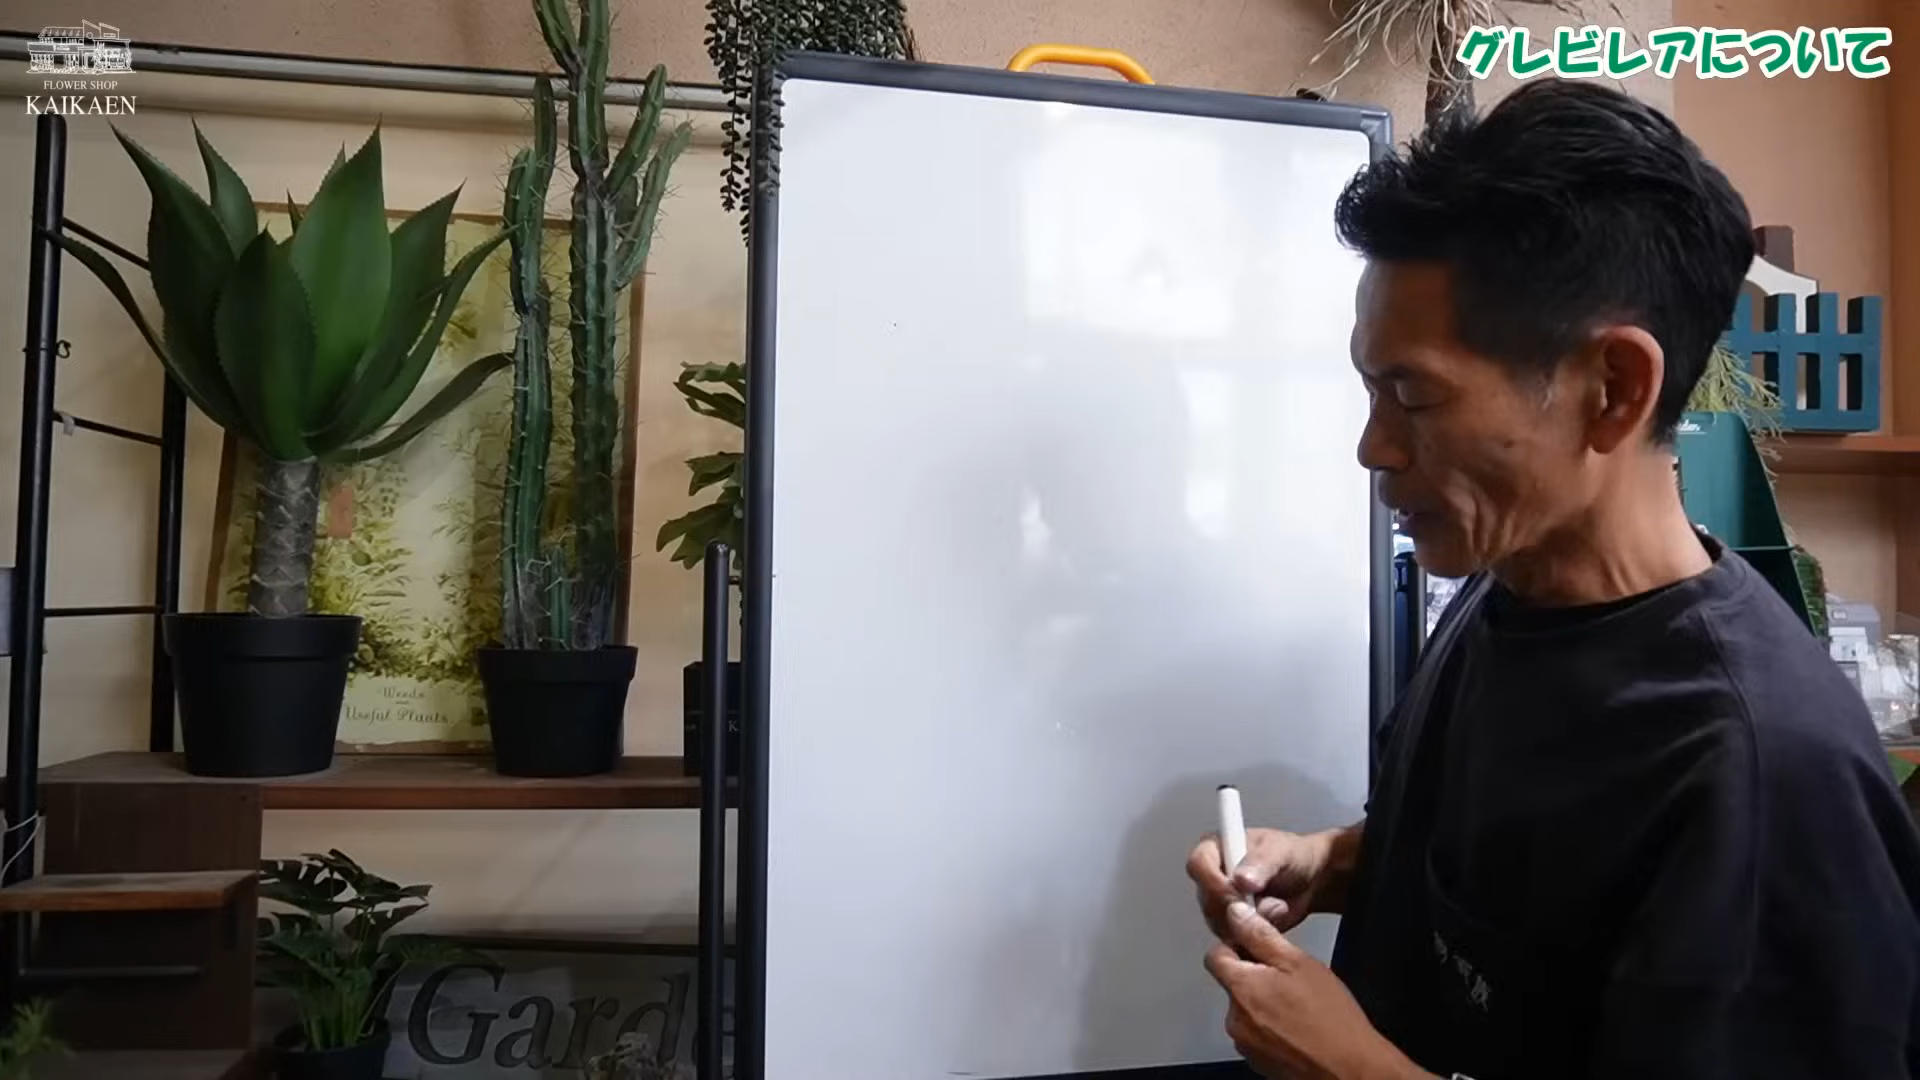 FLOWER SHOP
KAIKAEN
グレビレアについて
Weeds
Useful Plants
Garde